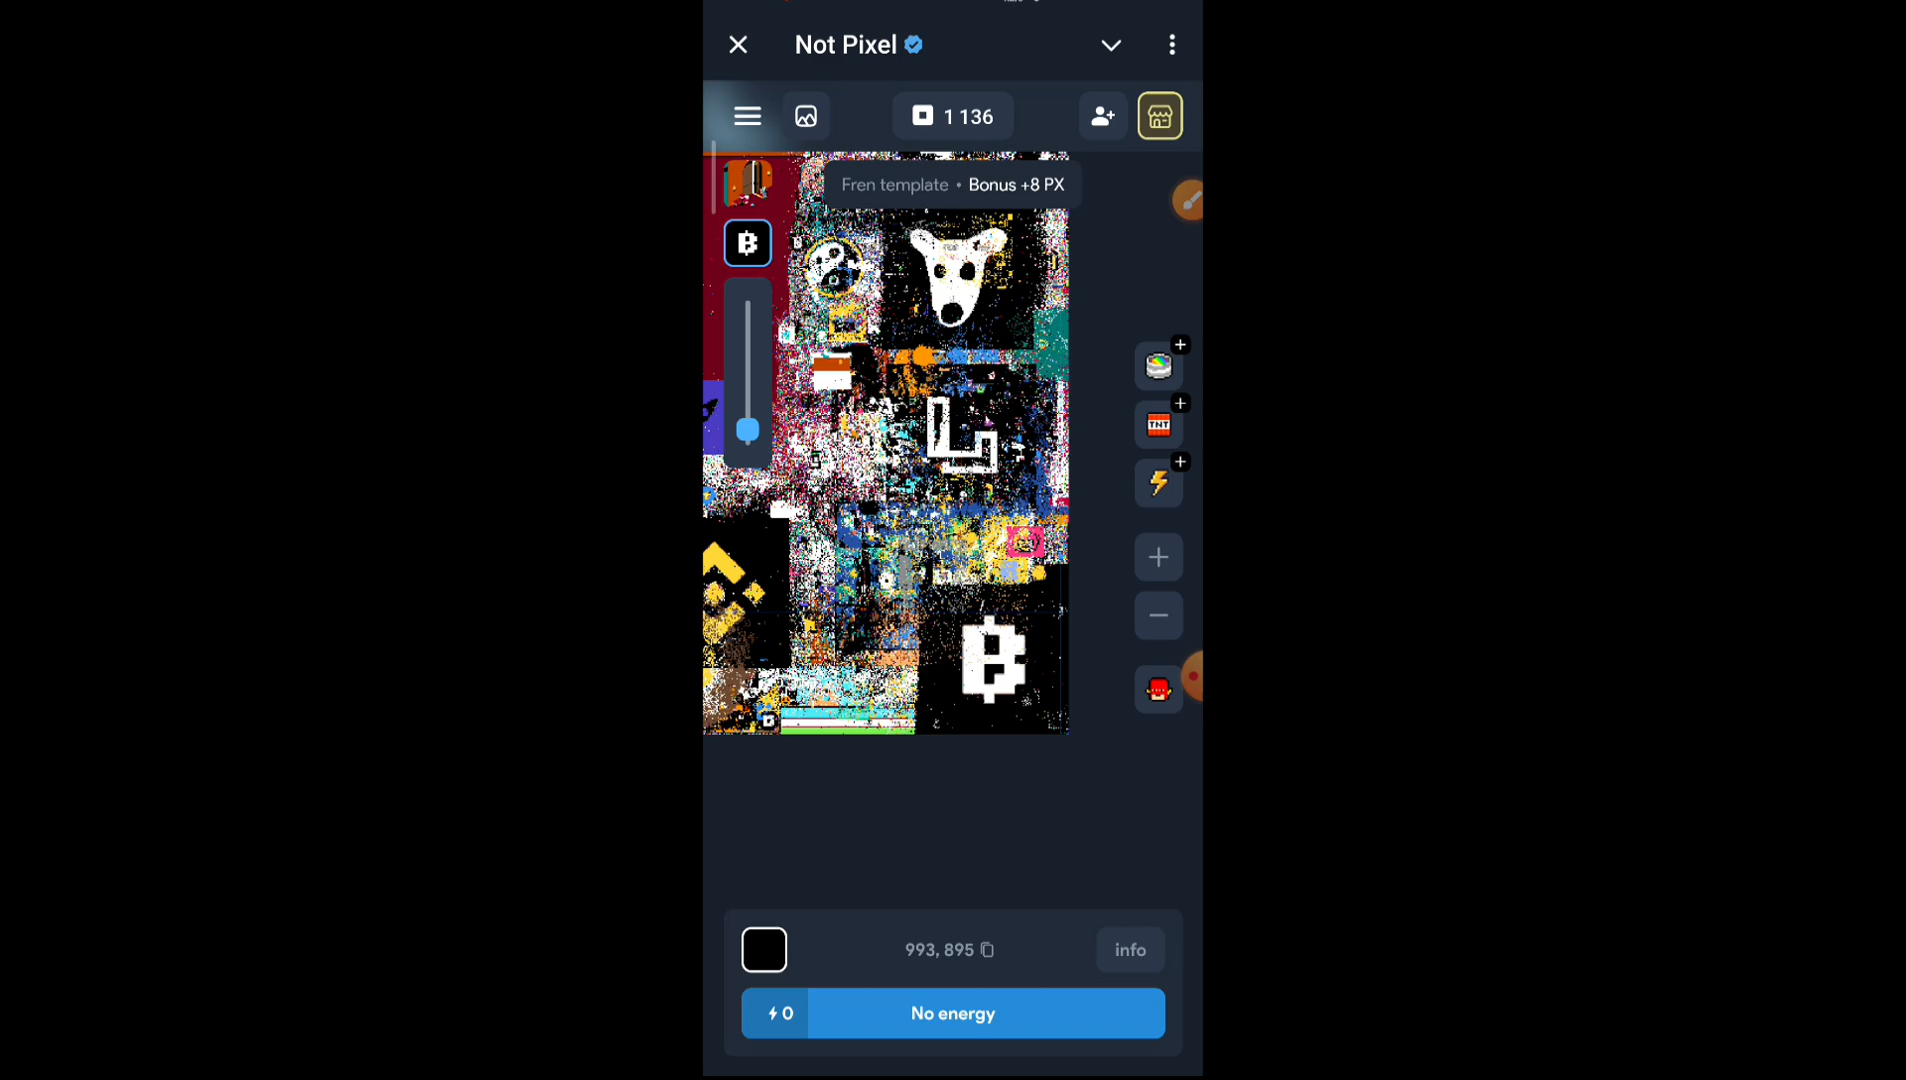 Not Pixel
1 136
Fren template • Bonus +8 PX
TNT
993, 895
info
0
No energy